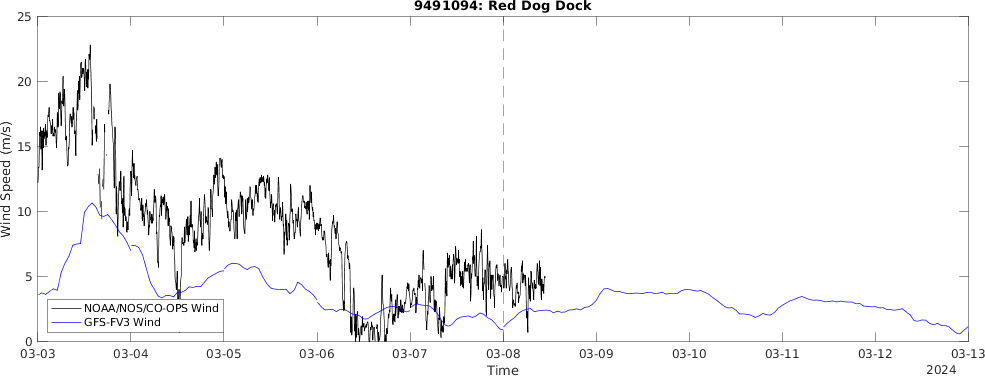 9491094: Red Dog Dock
Wind Speed (m/s)
25
20
15
10
5
0
NOAA/NOS/CO-OPS Wind
GFS-FV3 Wind
03-03 03-04 03-05 03-06 03-07 03-08 03-09 03-10 03-11 03-12 03-13
Time
2024